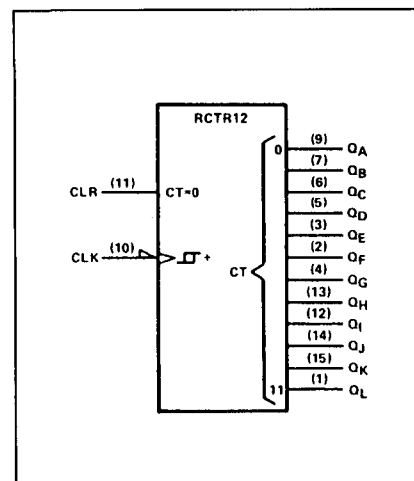 RCTR12
0 (9) QA
(7) QB
CLR (11) CT=0 (6) QC
(5) QD
(3) QE
CLK (10) + (2) QF
CT (4) QG
(13) QH
(12) QI
(14) QJ
(15) QK
11 (1) QL